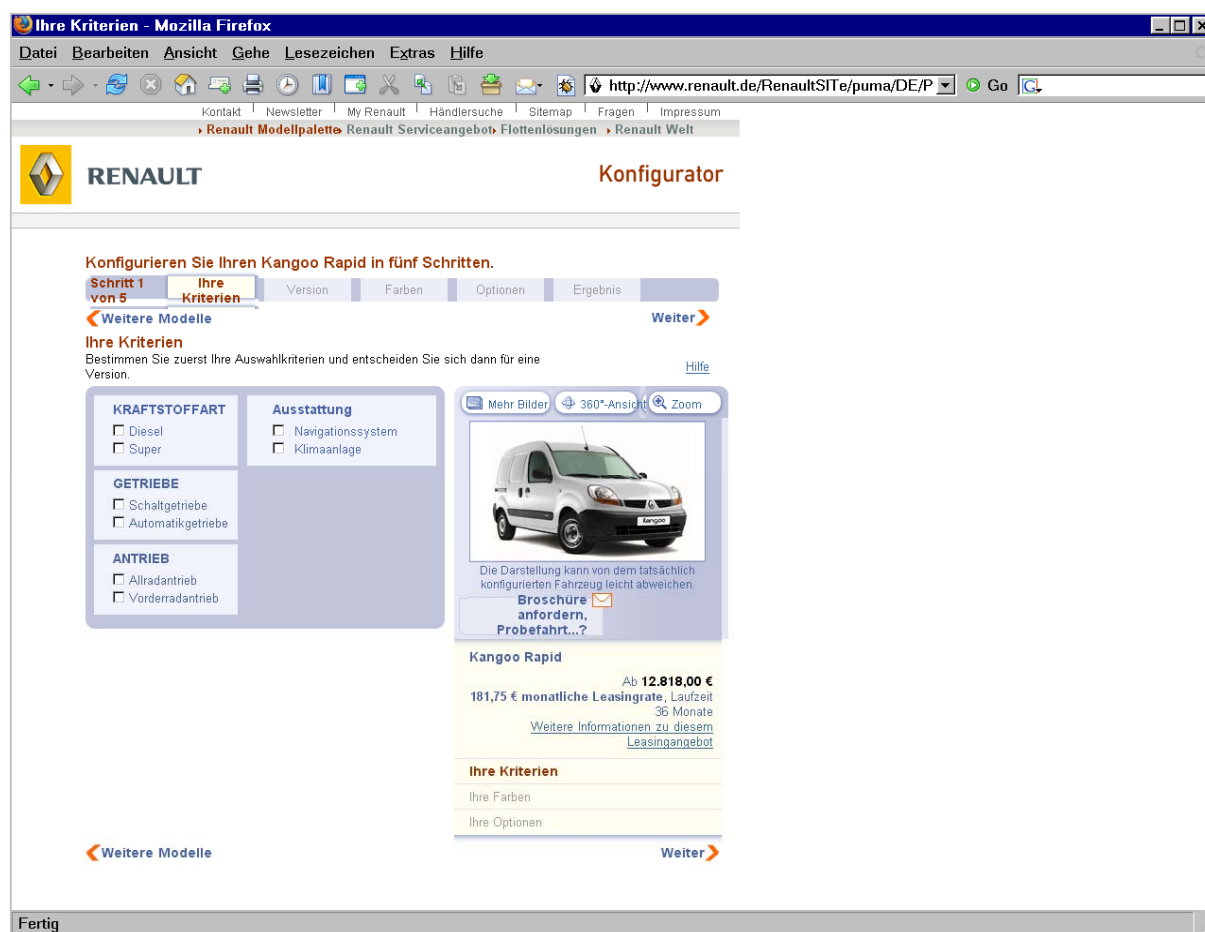 Ihre Kriterien - Mozilla Firefox
Datei Bearbeiten Ansicht Gehe Lesezeichen Extras Hilfe
http://www.renault.de/RenaultSITe/puma/DE/P Go
Kontakt Newsletter My Renault Händlersuche Sitemap Fragen Impressum
Renault Modellpalette Renault Serviceangebot Flottenlösungen Renault Welt
RENAULT
Konfigurator
Konfigurieren Sie Ihren Kangoo Rapid in fünf Schritten.
Schritt 1
von 5
Ihre
Kriterien
Version
Farben
Optionen
Ergebnis
Weitere Modelle
Weiter
Ihre Kriterien
Bestimmen Sie zuerst Ihre Auswahlkriterien und entscheiden Sie sich dann für eine
Version.
Hilfe
KRAFTSTOFFART
Diesel
Super
Ausstattung
Navigationssystem
Klimaanlage
GETRIEBE
Schaltgetriebe
Automatikgetriebe
ANTRIEB
Allradantrieb
Vorderradantrieb
Mehr Bilder
360°-Ansicht
Zoom
Kangoo
Die Darstellung kann von dem tatsächlich
konfigurierten Fahrzeug leicht abweichen.
Broschüre
anfordern,
Probefahrt...?
Kangoo Rapid
Ab 12.818,00 €
181,75 € monatliche Leasingrate, Laufzeit
36 Monate
Weitere Informationen zu diesem
Leasingangebot
Ihre Kriterien
Ihre Farben
Ihre Optionen
Weitere Modelle
Weiter
Fertig